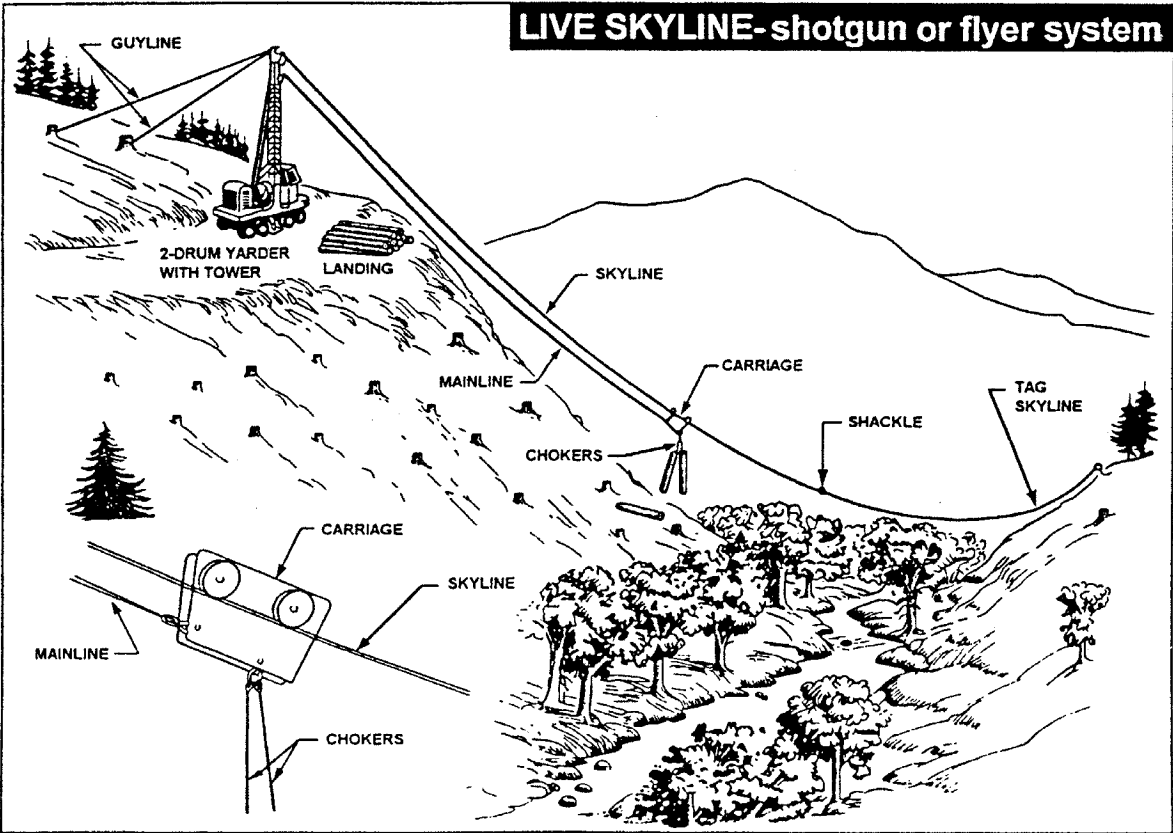 LIVE SKYLINE-shotgun or flyer system
GUYLINE
2-DRUM YARDER
WITH TOWER
LANDING
SKYLINE
MAINLINE
CARRIAGE
TAG
SKYLINE
SHACKLE
CHOKERS
CARRIAGE
SKYLINE
MAINLINE
CHOKERS